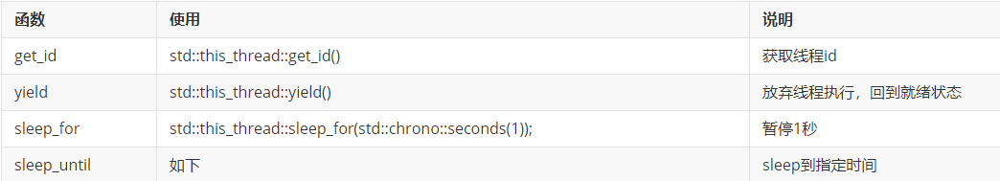 函数 使用 说明
get_id std::this_thread::get_id() 获取线程id
yield std::this_thread::yield() 放弃线程执行，回到就绪状态
sleep_for std::this_thread::sleep_for(std::chrono::seconds(1)); 暂停1秒
sleep_until 如下 sleep到指定时间